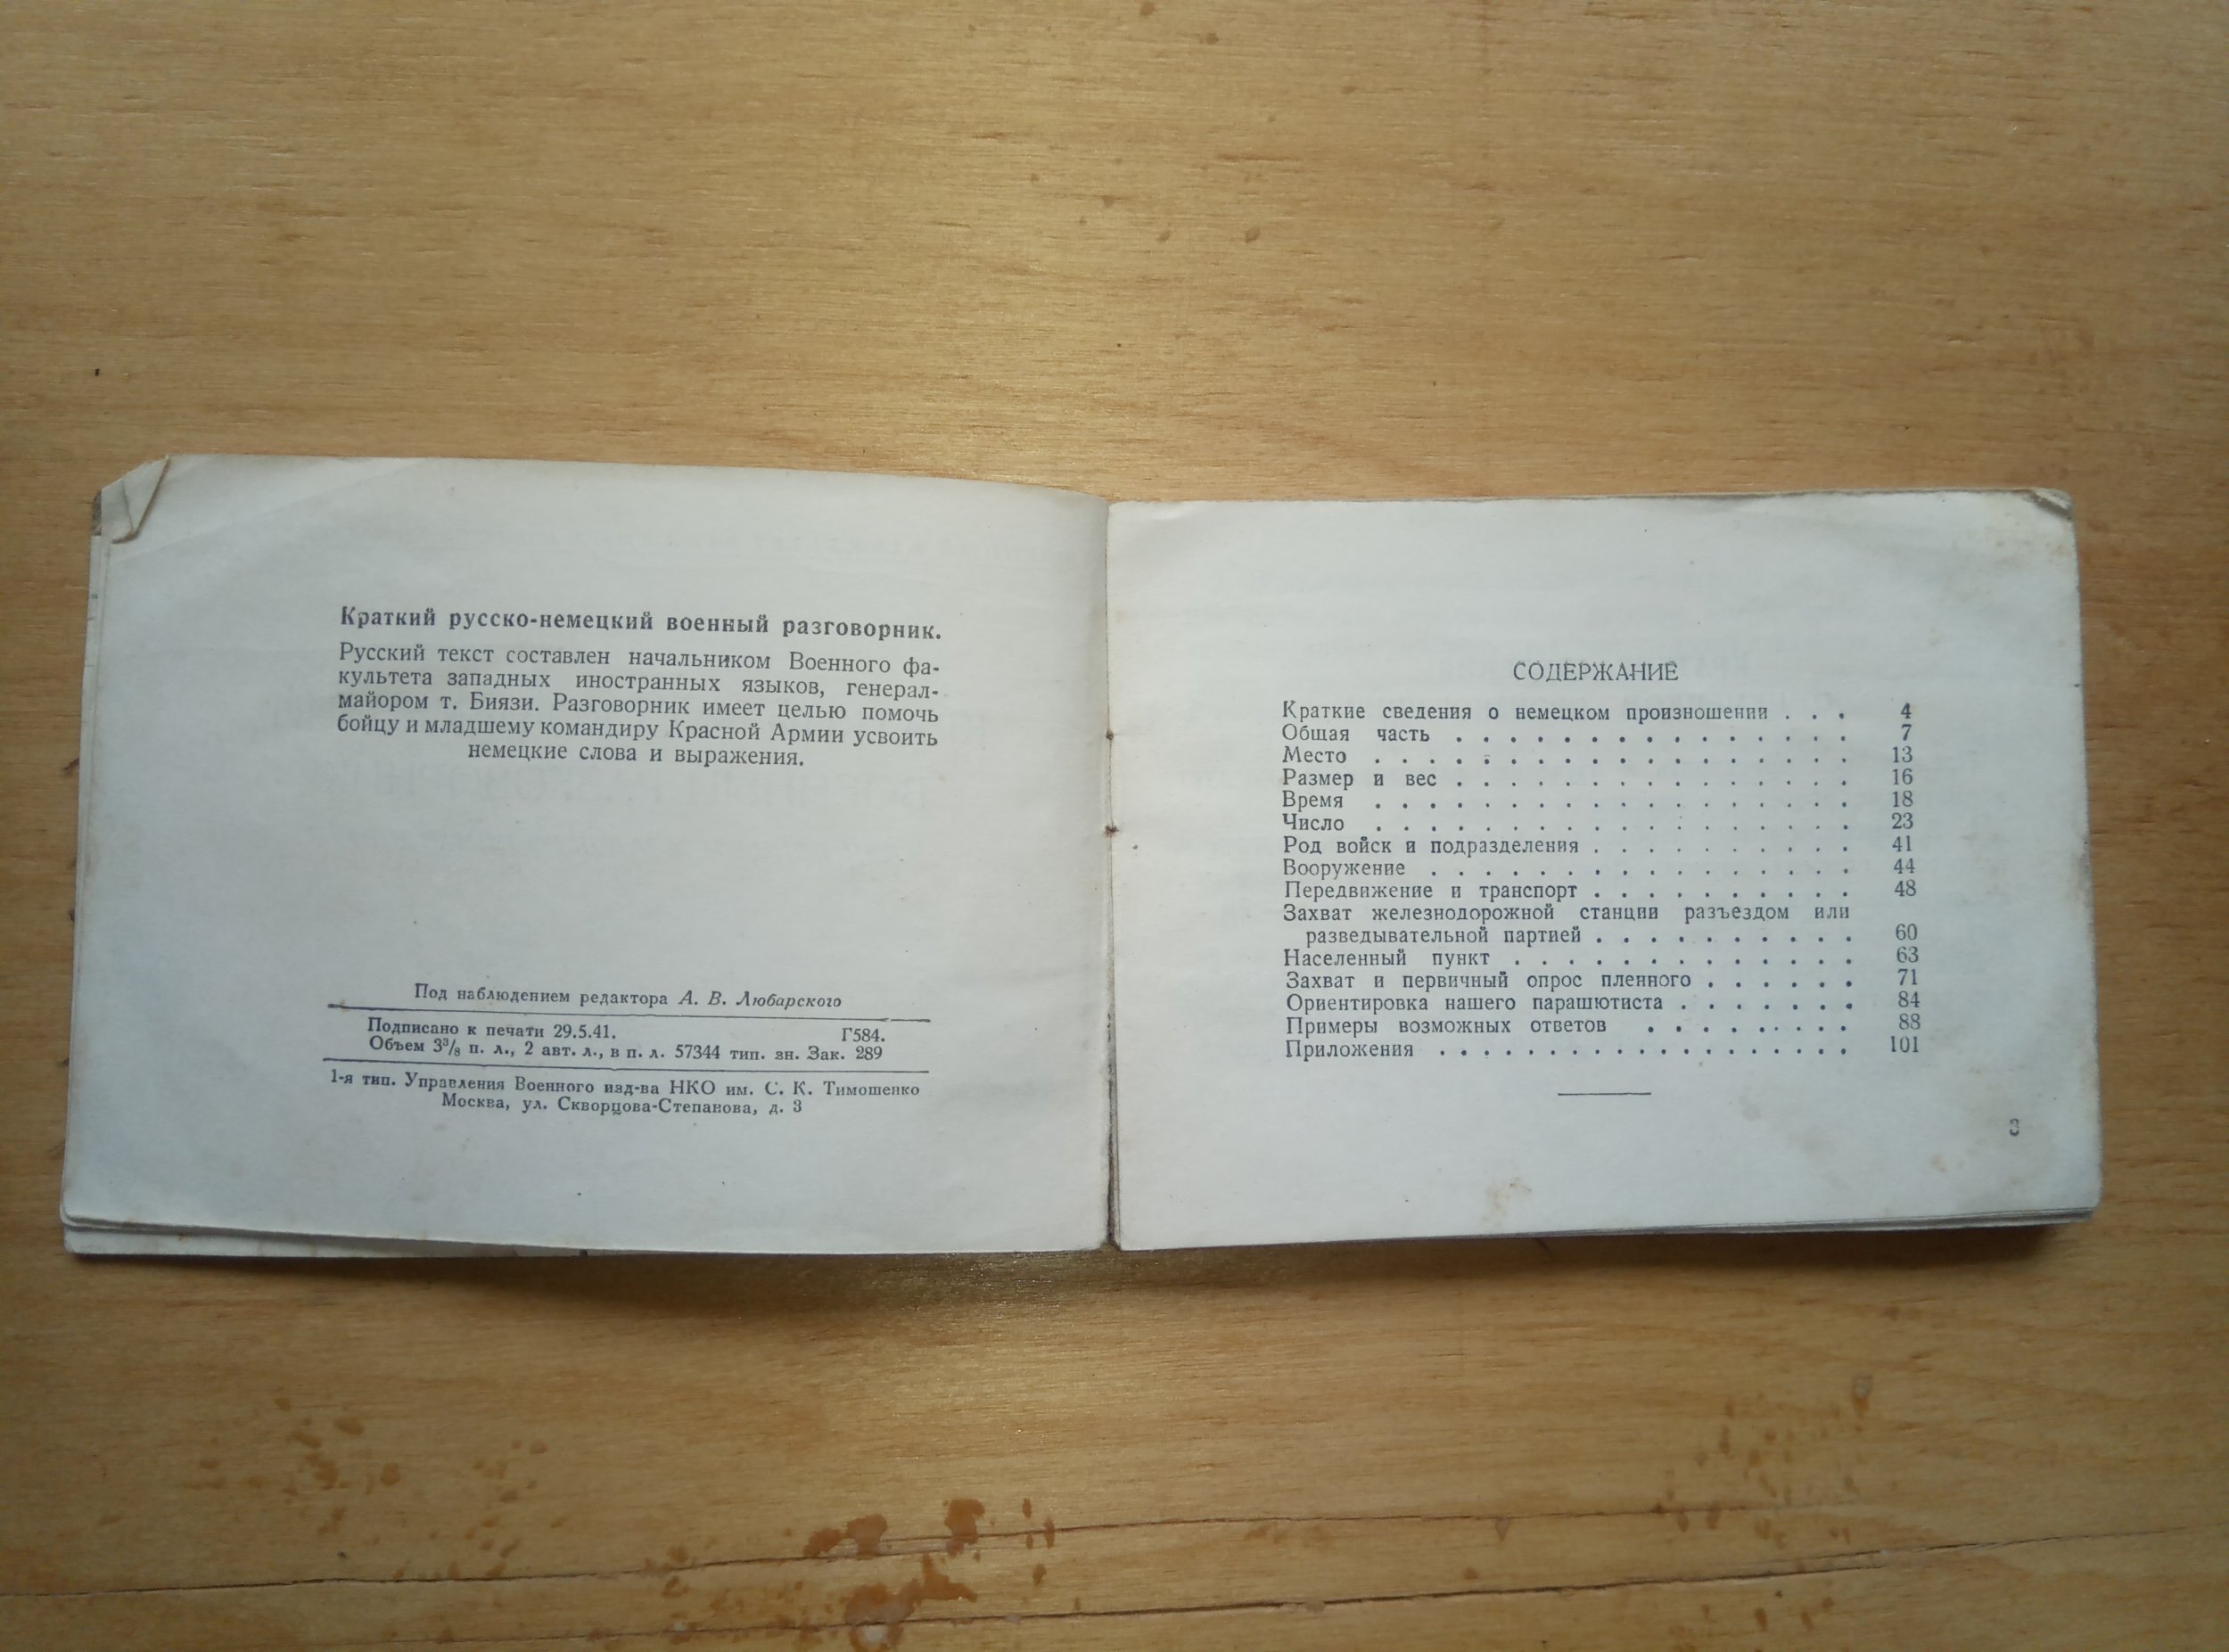 Краткий русско-немецкий военный разговорник.
Русский текст составлен начальником Военного фа-
культета западных иностранных языков, генерал-
майором т. Биязи. Разговорник имеет целью помочь
бойцу и младшему командиру Красной Армии усвоить
немецкие слова и выражения.
Под наблюдением редактора А. В. Любарского
Подписано к печати 29.5.41. Г584.
Объем 3³/₈ п. л., 2 авт. л., в п. л. 57344 тип. зн. Зак. 289
1-я тип. Управления Военного изд-ва НКО им. С. К. Тимошенко
Москва, ул. Скворцова-Степанова, д. 3
СОДЕРЖАНИЕ
Краткие сведения о немецком произношении . . . 4
Общая часть . . . . . . . . . . . . . . . 7
Место . . . . . . . . . . . . . . . . . . 13
Размер и вес . . . . . . . . . . . . . . . 16
Время . . . . . . . . . . . . . . . . . . 18
Число . . . . . . . . . . . . . . . . . . 23
Род войск и подразделения . . . . . . . . . . 41
Вооружение . . . . . . . . . . . . . . . . 44
Передвижение и транспорт . . . . . . . . . . 48
Захват железнодорожной станции разъездом или
разведывательной партией . . . . . . . . . . 60
Населенный пункт . . . . . . . . . . . . . 63
Захват и первичный опрос пленного . . . . . . 71
Ориентировка нашего парашютиста . . . . . . . 84
Примеры возможных ответов . . . . . . . . 88
Приложения . . . . . . . . . . . . . . . . 101
3